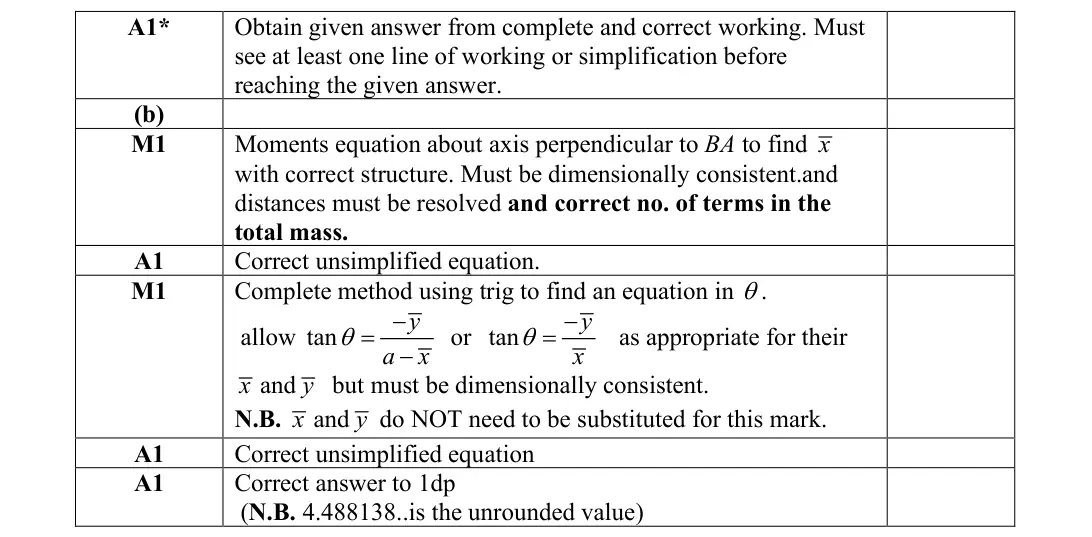 A1* Obtain given answer from complete and correct working. Must
see at least one line of working or simplification before
reaching the given answer.
(b)
M1 Moments equation about axis perpendicular to BA to find x̅
with correct structure. Must be dimensionally consistent.and
distances must be resolved and correct no. of terms in the
total mass.
A1 Correct unsimplified equation.
M1 Complete method using trig to find an equation in θ.
allow tan θ = −y̅/(a − x̅) or tan θ = −y̅/x̅ as appropriate for their
x̅ and y̅ but must be dimensionally consistent.
N.B. x̅ and y̅ do NOT need to be substituted for this mark.
A1 Correct unsimplified equation
A1 Correct answer to 1dp
(N.B. 4.488138..is the unrounded value)